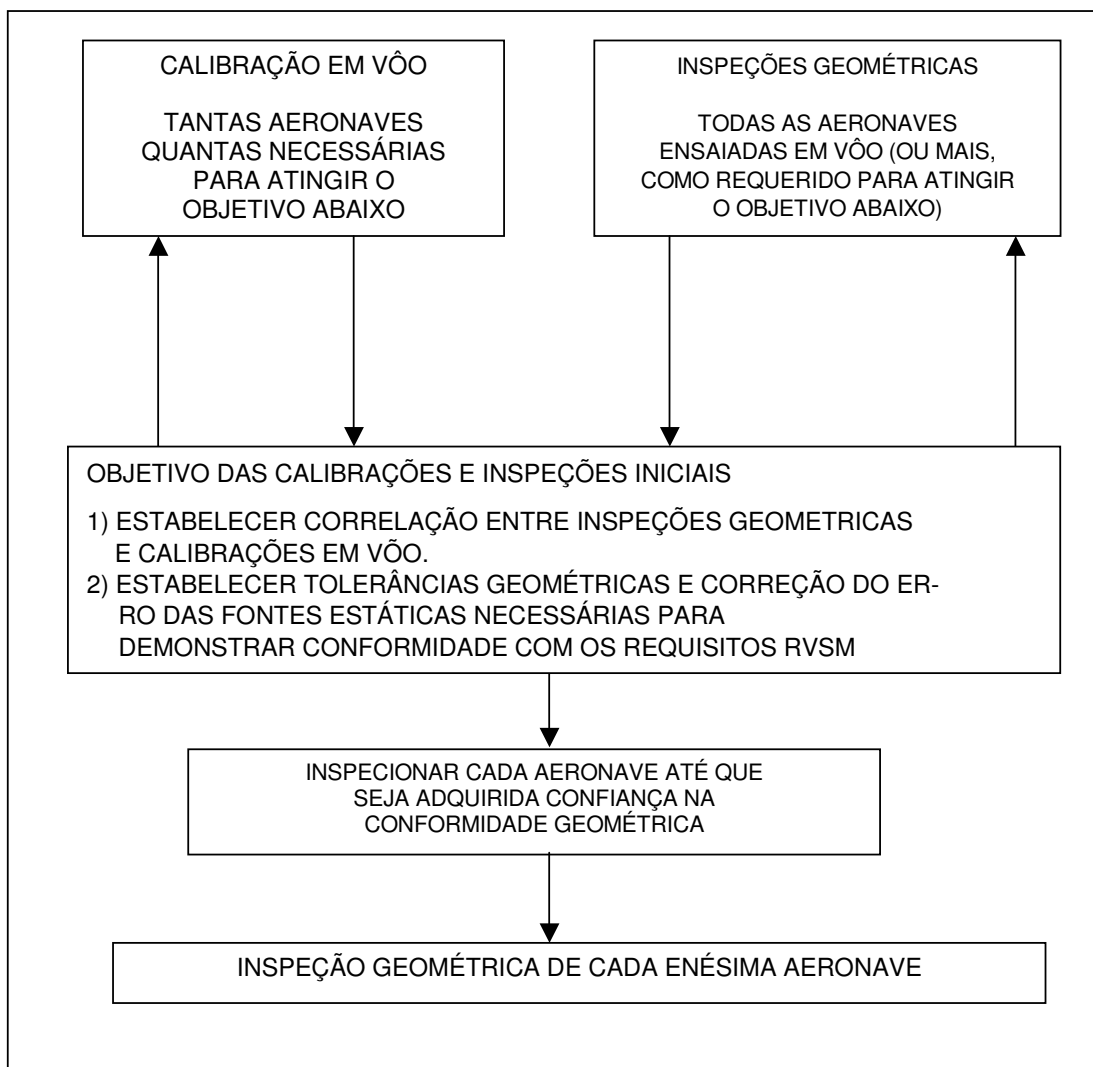 CALIBRAÇÃO EM VÔO
TANTAS AERONAVES
QUANTAS NECESSÁRIAS
PARA ATINGIR O
OBJETIVO ABAIXO
INSPEÇÕES GEOMÉTRICAS
TODAS AS AERONAVES
ENSAIADAS EM VÔO (OU MAIS,
COMO REQUERIDO PARA ATINGIR
O OBJETIVO ABAIXO)
OBJETIVO DAS CALIBRAÇÕES E INSPEÇÕES INICIAIS
1) ESTABELECER CORRELAÇÃO ENTRE INSPEÇÕES GEOMETRICAS
E CALIBRAÇÕES EM VÔO.
2) ESTABELECER TOLERÂNCIAS GEOMÉTRICAS E CORREÇÃO DO ER-
RO DAS FONTES ESTÁTICAS NECESSÁRIAS PARA
DEMONSTRAR CONFORMIDADE COM OS REQUISITOS RVSM
INSPECIONAR CADA AERONAVE ATÉ QUE
SEJA ADQUIRIDA CONFIANÇA NA
CONFORMIDADE GEOMÉTRICA
INSPEÇÃO GEOMÉTRICA DE CADA ENÉSIMA AERONAVE